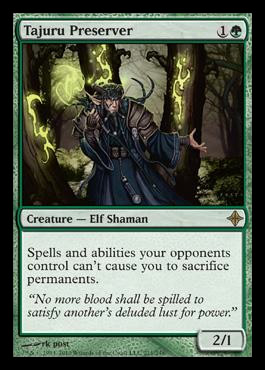 Tajuru Preserver 1
Creature — Elf Shaman
Spells and abilities your opponents
control can't cause you to sacrifice
permanents.
“No more blood shall be spilled to
satisfy another's deluded lust for power.”
2/1